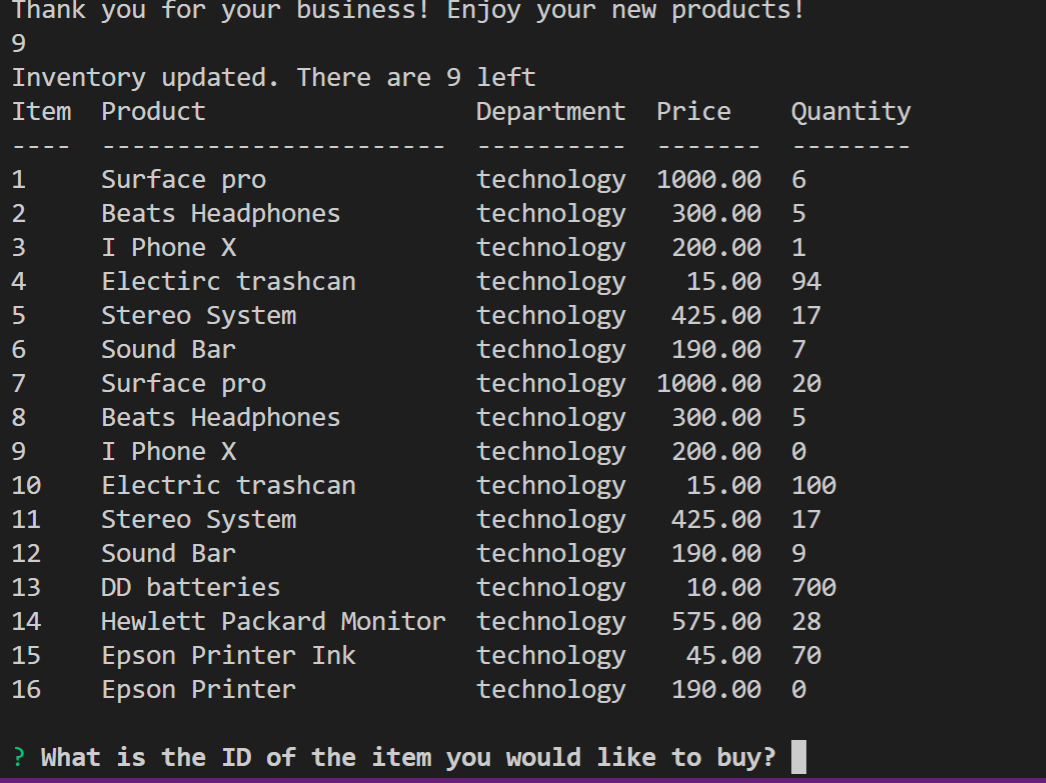 Thank you for your business! Enjoy your new products!
9
Inventory updated. There are 9 left
Item  Product                  Department  Price    Quantity
----  -----------------------  ----------  -------  --------
1     Surface pro              technology  1000.00  6
2     Beats Headphones         technology   300.00  5
3     I Phone X                technology   200.00  1
4     Electirc trashcan        technology    15.00  94
5     Stereo System            technology   425.00  17
6     Sound Bar                technology   190.00  7
7     Surface pro              technology  1000.00  20
8     Beats Headphones         technology   300.00  5
9     I Phone X                technology   200.00  0
10    Electric trashcan        technology    15.00  100
11    Stereo System            technology   425.00  17
12    Sound Bar                technology   190.00  9
13    DD batteries             technology    10.00  700
14    Hewlett Packard Monitor  technology   575.00  28
15    Epson Printer Ink        technology    45.00  70
16    Epson Printer            technology   190.00  0
? What is the ID of the item you would like to buy?